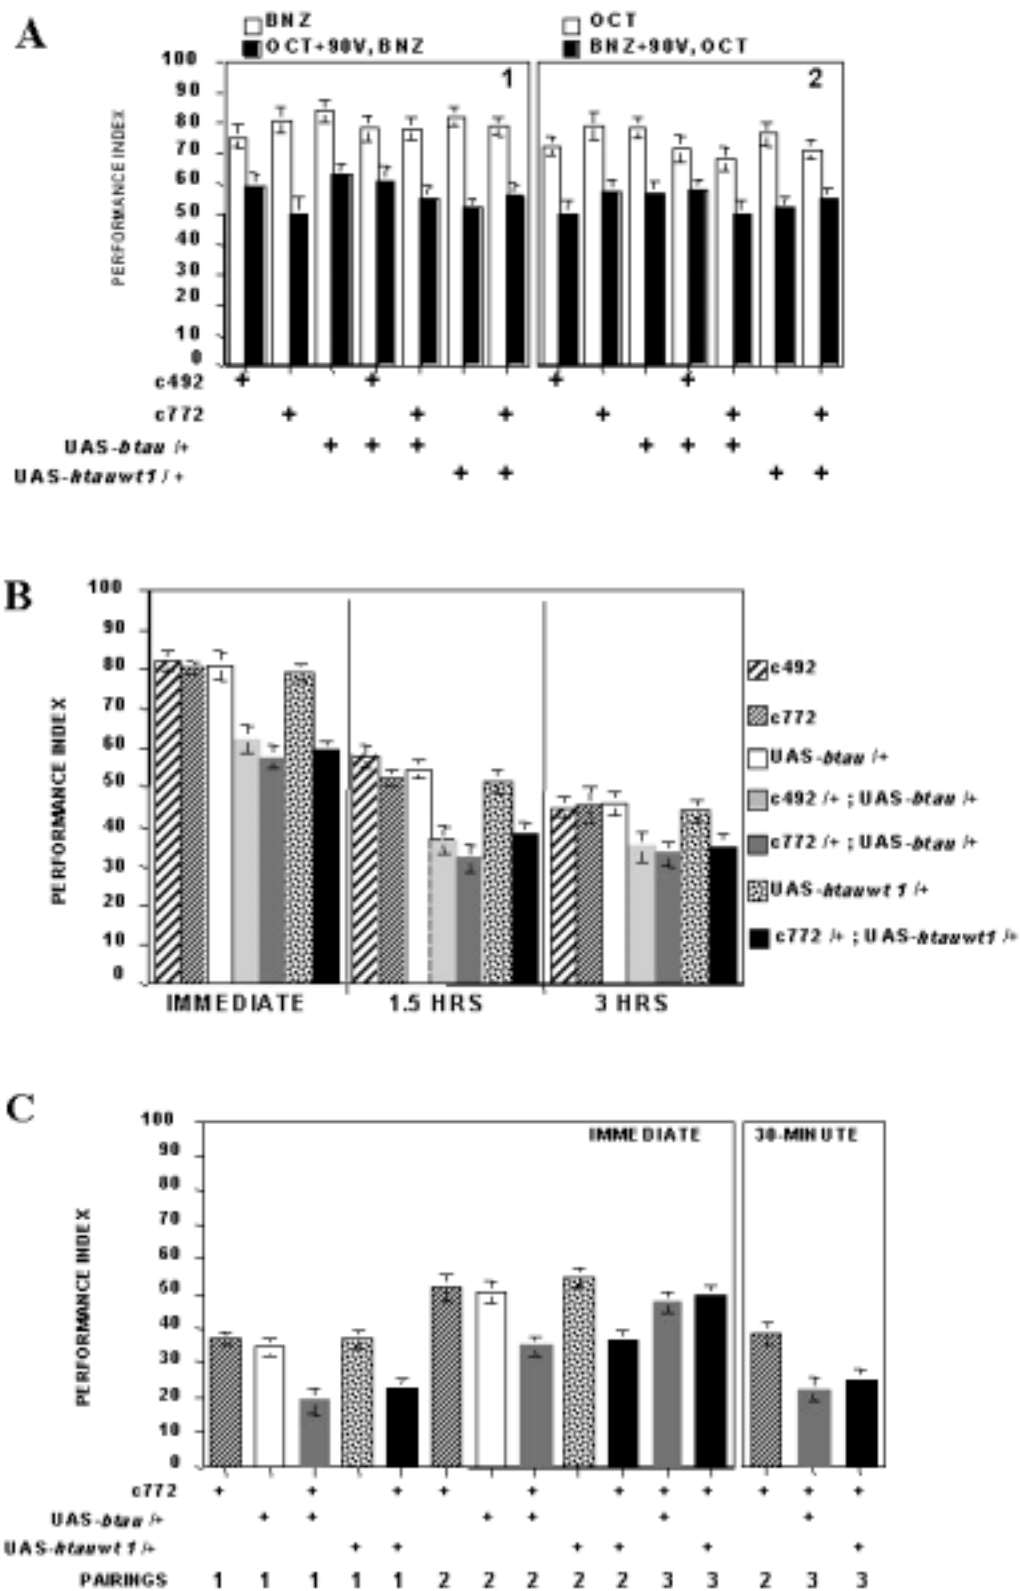 A
BNZ
OCT+90V, BNZ
OCT
BNZ+90V, OCT
1
2
100
90
80
70
60
50
40
30
20
10
0
PERFORMANCE INDEX
c492 + + + +
c772 + + + + + +
UAS-btau /+ + + + + + +
UAS-htauwt1 / + + + + +
B
100
90
80
70
60
50
40
30
20
10
0
PERFORMANCE INDEX
IMMEDIATE 1.5 HRS 3 HRS
c492
c772
UAS-btau /+
c492 /+ ; UAS-btau /+
c772 /+ ; UAS-btau /+
UAS-htauwt 1 /+
c772 /+ ; UAS-htauwt1 /+
C
100
90
80
70
60
50
40
30
20
10
0
PERFORMANCE INDEX
IMMEDIATE
30-MINUTE
c772 + + + + + + + + + + +
UAS-btau /+ + + + + + +
UAS-htauwt 1 /+ + + + + + +
PAIRINGS 1 1 1 1 1 2 2 2 2 2 3 3 2 3 3